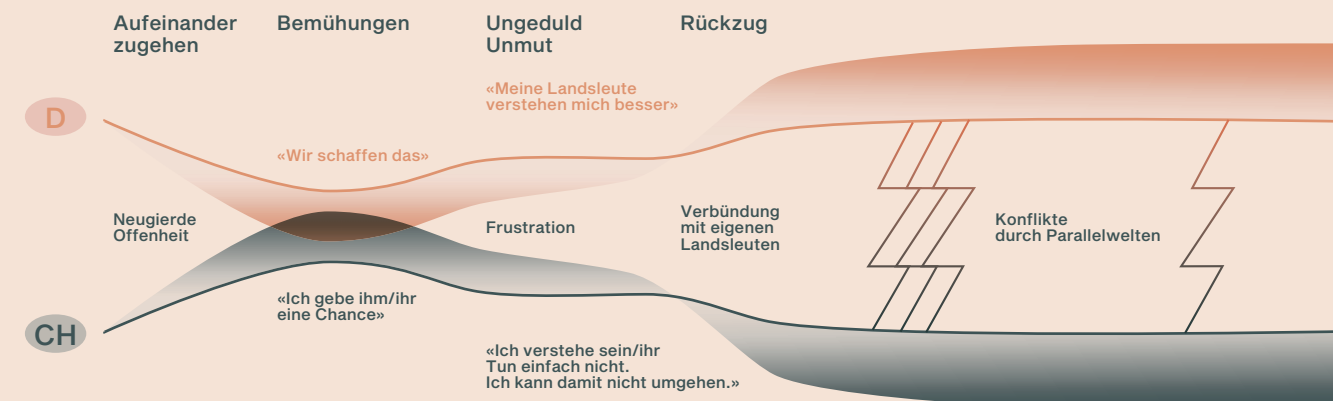 Aufeinander
zugehen
Bemühungen
Ungeduld
Unmut
Rückzug
«Meine Landsleute
verstehen mich besser»
D
«Wir schaffen das»
Neugierde
Offenheit
Frustration
Verbündung
mit eigenen
Landsleuten
Konflikte
durch Parallelwelten
«Ich gebe ihm/ihr
eine Chance»
CH
«Ich verstehe sein/ihr
Tun einfach nicht.
Ich kann damit nicht umgehen.»